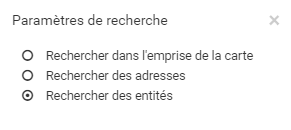 Paramètres de recherche
Rechercher dans l'emprise de la carte
Rechercher des adresses
Rechercher des entités